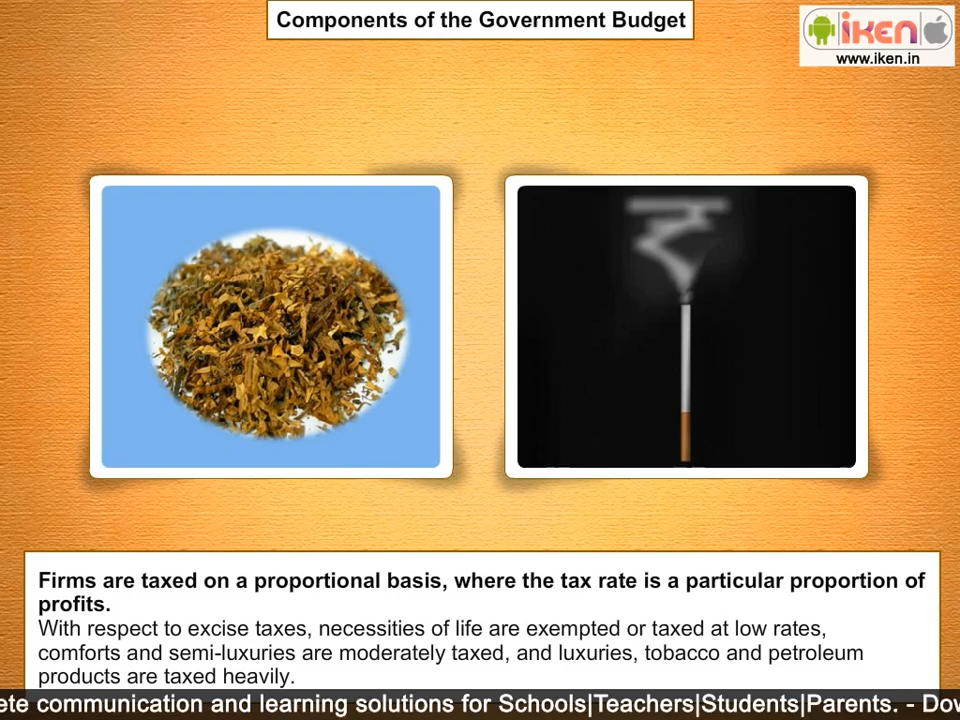 Components of the Government Budget
iKEN
www.iken.in
Firms are taxed on a proportional basis, where the tax rate is a particular proportion of
profits.
With respect to excise taxes, necessities of life are exempted or taxed at low rates,
comforts and semi-luxuries are moderately taxed, and luxuries, tobacco and petroleum
products are taxed heavily.
communication and learning solutions for Schools|Teachers|Students|Parents. -